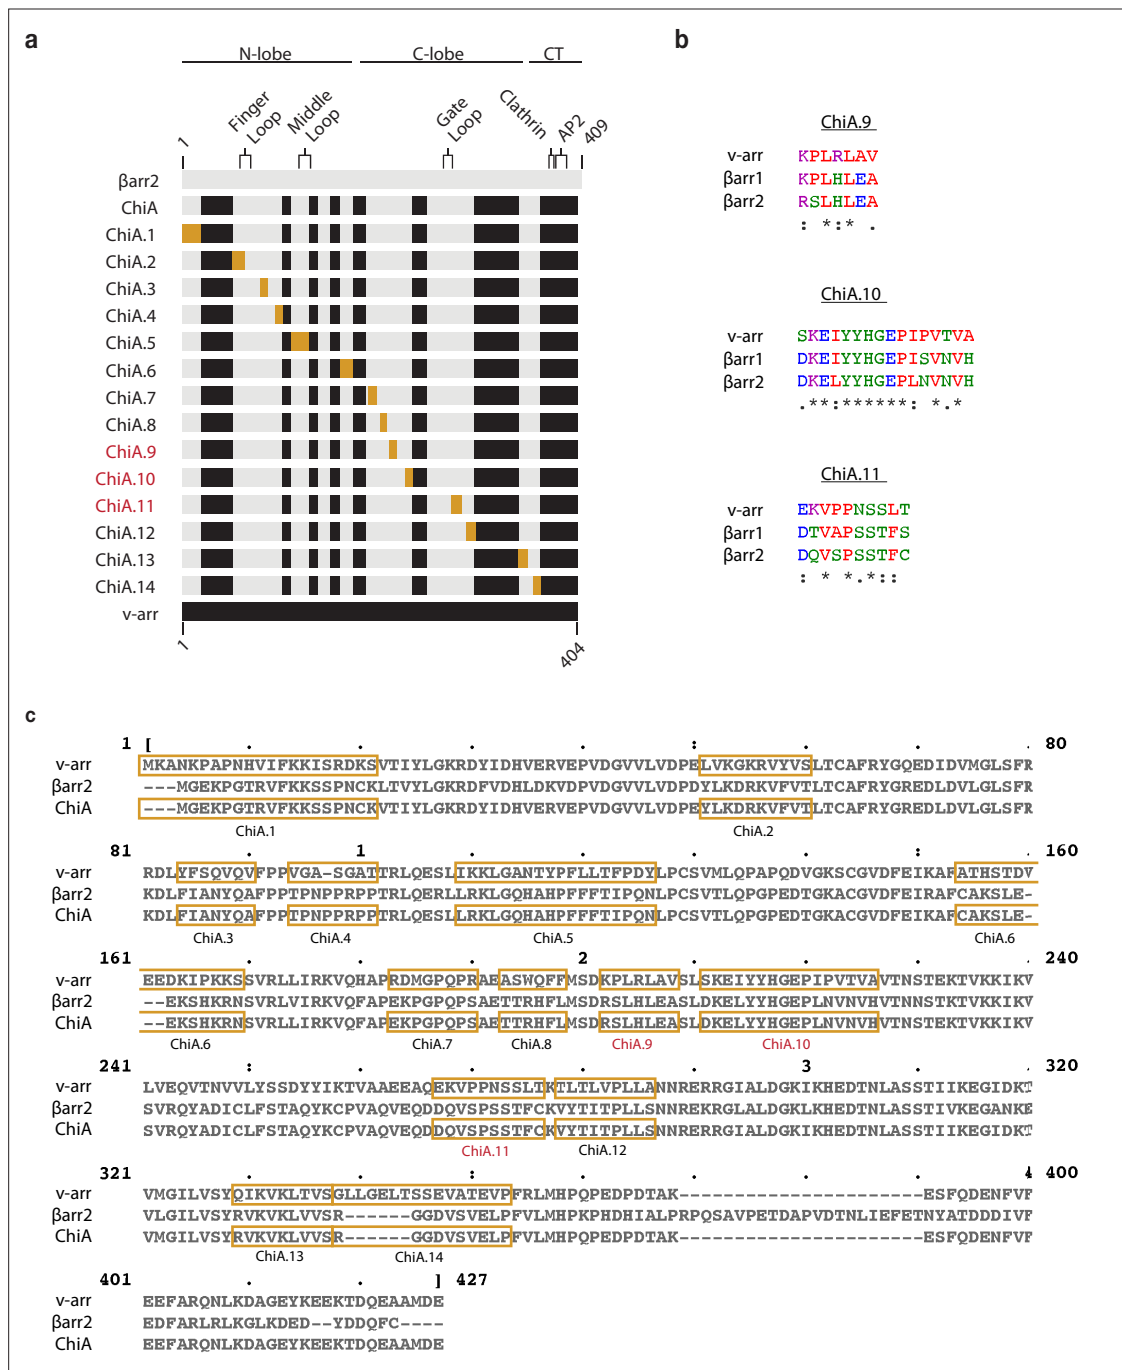 a
N-lobe C-lobe CT
Finger Loop Middle Loop Gate Loop Clathrin AP2
1 409
βarr2
ChiA
ChiA.1
ChiA.2
ChiA.3
ChiA.4
ChiA.5
ChiA.6
ChiA.7
ChiA.8
ChiA.9
ChiA.10
ChiA.11
ChiA.12
ChiA.13
ChiA.14
v-arr
1 404
b
ChiA.9
v-arr KPLRLAV
βarr1 KPLHLEA
βarr2 RSLHLEA
: *:* .
ChiA.10
v-arr SKEIYYHGEPIPVTVA
βarr1 DKEIYYHGEPISVNVH
βarr2 DKELYYHGEPLNVNVH
.**:*******: *.*
ChiA.11
v-arr EKVPPNSSLT
βarr1 DTVAPSSTFS
βarr2 DQVSPSSTFC
: * *.*::
c
1 [ . . . : . . . 80
v-arr MKANKPAPNHVIFKKISRDKSVTIYLGKRDYIDHVERVEPVDGVVLVDPELVKGKRVYVSLTCAFRYGQEDIDVMGLSFR
βarr2 ---MGEKPGTRVFKKSSPNCKLTVYLGKRDFVDHLDKVDPVDGVVLVDPDYLKDRKVFVTLTCAFRYGREDLDVLGLSFR
ChiA ---MGEKPGTRVFKKSSPNCKVTIYLGKRDYIDHVERVEPVDGVVLVDPEYLKDRKVFVTLTCAFRYGREDIDVMGLSFR
ChiA.1 ChiA.2
81 . 1 . . . . : . 160
v-arr RDLYFSQVQVFPPVGAS-GATTRLQESLIKKLGANTYPFLLTFPDYLPCSVMLQPAPQDVGKSCGVDFEIKAFATHSTDV
βarr2 KDLFIANYQAFPPTPNPPRPPTRLQERLLRKLGQHAHPFFFTIPQNLPCSVTLQPGPEDTGKACGVDFEIRAFCAKSLE-
ChiA KDLFIANYQAFPPTPNPPRPPTRLQESLLRKLGQHAHPFFFTIPQNLPCSVTLQPGPEDTGKACGVDFEIKAFCAKSLE-
ChiA.3 ChiA.4 ChiA.5 ChiA.6
161 . . . 2 . . . 240
v-arr EEDKIPKKSSVRLLIRKVQHAPRDMGPQPRAEASWQFFMSDKPLRLAVSLSKEIYYHGEPIPVTVAVTNSTEKTVKKIKV
βarr2 --EKSHKRNSVRLVIRKVQFAPEKPGPQPSAETTRHFLMSDRSLHLEASLDKELYYHGEPLNVNVHVTNNSTKTVKKIKV
ChiA --EKSHKRNSVRLLIRKVQFAPEKPGPQPSAETTRHFLMSDRSLHLEASLDKELYYHGEPLNVNVHVTNSTEKTVKKIKV
ChiA.6 ChiA.7 ChiA.8 ChiA.9 ChiA.10
241 : . . . . 3 . 320
v-arr LVEQVTNVVLYSSDYYIKTVAAEEAQEKVPPNSSLTKTLTLVPLLANNRERRGIALDGKIKHEDTNLASSTIIKEGIDKT
βarr2 SVRQYADICLFSTAQYKCPVAQVEQDDQVSPSSTFCKVYTITPLLSNNREKRGLALDGKLKHEDTNLASSTIVKEGANKE
ChiA SVRQYADICLFSTAQYKCPVAQVEQDDQVSPSSTFCKVYTITPLLSNNRERRGIALDGKIKHEDTNLASSTIIKEGIDKT
ChiA.11 ChiA.12
321 . . : . . . . 4 400
v-arr VMGILVSYQIKVKLTVSGLLGELTSSEVATEVPFRLMHPQPEDPDTAK----------------------ESFQDENFVF
βarr2 VLGILVSYRVKVKLVVSR------GGDVSVELPFVLMHPKPHDHIALPRPQSAVPETDAPVDTNLIEFETNYATDDDIVF
ChiA VMGILVSYRVKVKLVVSR------GGDVSVELPFVLMHPQPEDPDTAK----------------------ESFQDENFVF
ChiA.13 ChiA.14
401 . . ] 427
v-arr EEFARQNLKDAGEYKEEKTDQEAAMDE
βarr2 EDFARLRLKGLKDED--YDDQFC----
ChiA EEFARQNLKDAGEYKEEKTDQEAAMDE